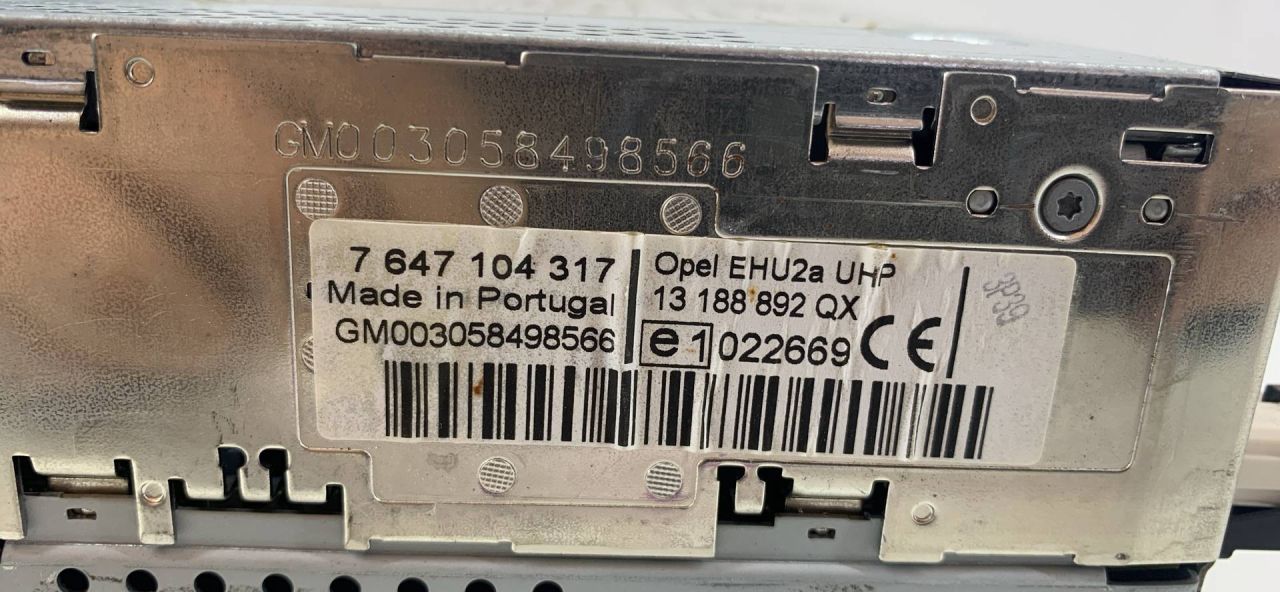 GM003058498566
7 647 104 317
Made in Portugal
GM003058498566
Opel EHU2a UHP
13 188 892 QX
e1 022669 CE
3P39